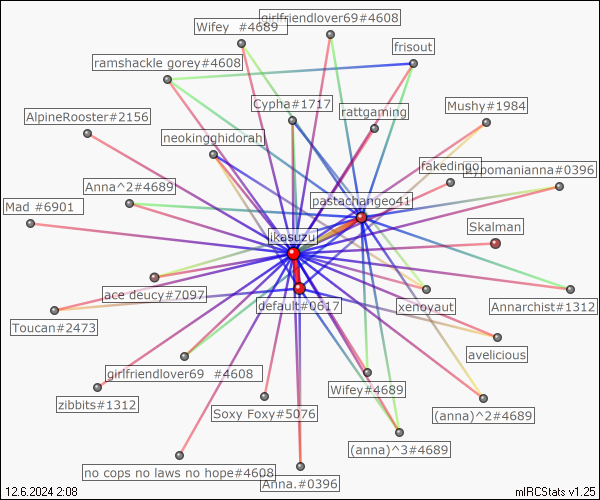 girlfriendlover69#4608
Wifey #4689
frisout
ramshackle gorey#4608
Cypha#1717
rattgaming
Mushy#1984
AlpineRooster#2156
neokingghidorah
fakedingo
hypomanianna#0396
Anna^2#4689
pastachangeo41
Mad #6901
Skalman
ikasuzu
ace deucy#7097
default#0617
xenoyaut
Annarchist#1312
Toucan#2473
avelicious
girlfriendlover69 #4608
Wifey#4689
zibbits#1312
Soxy Foxy#5076
(anna)^2#4689
(anna)^3#4689
no cops no laws no hope#4608
Anna.#0396
12.6.2024 2:08
mIRCStats v1.25